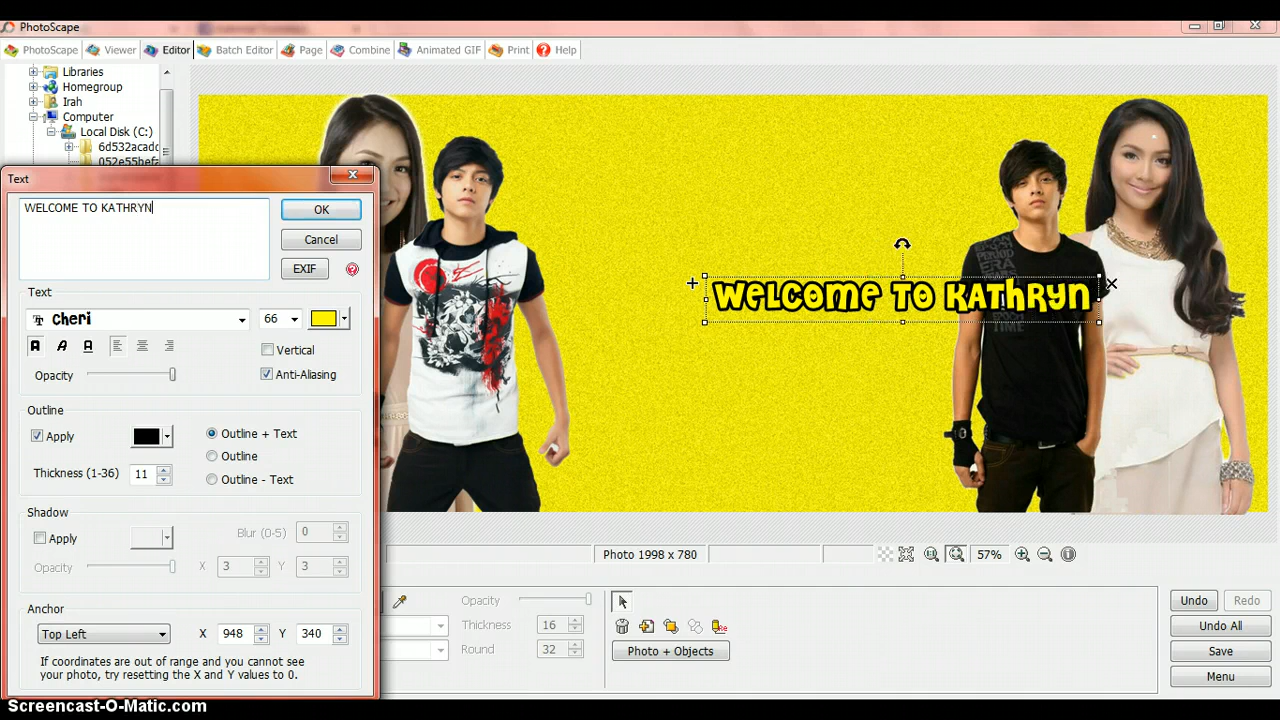 PhotoScape
PhotoScape
Viewer
Editor
Batch Editor
Page
Combine
Animated GIF
Print
Help
Libraries
Homegroup
Irah
Computer
Local Disk (C:)
Text
WELCOME TO KATHRYN
OK
Cancel
EXIF
Text
Cheri
66
Vertical
Opacity
Anti-Aliasing
Outline
Apply
Outline + Text
Outline
Thickness (1-36)
11
Outline - Text
Shadow
Apply
Blur (0-5)
0
Opacity
X
3
Y
3
Anchor
Top Left
X
948
Y
340
If coordinates are out of range and you cannot see
your photo, try resetting the X and Y values to 0.
WELCOME TO KATHRYN
PERIOD
ERA
EPOCH
TIME
Photo 1998 x 780
57%
Opacity
Thickness
16
Round
32
Photo + Objects
Undo
Redo
Undo All
Save
Menu
Screencast-O-Matic.com